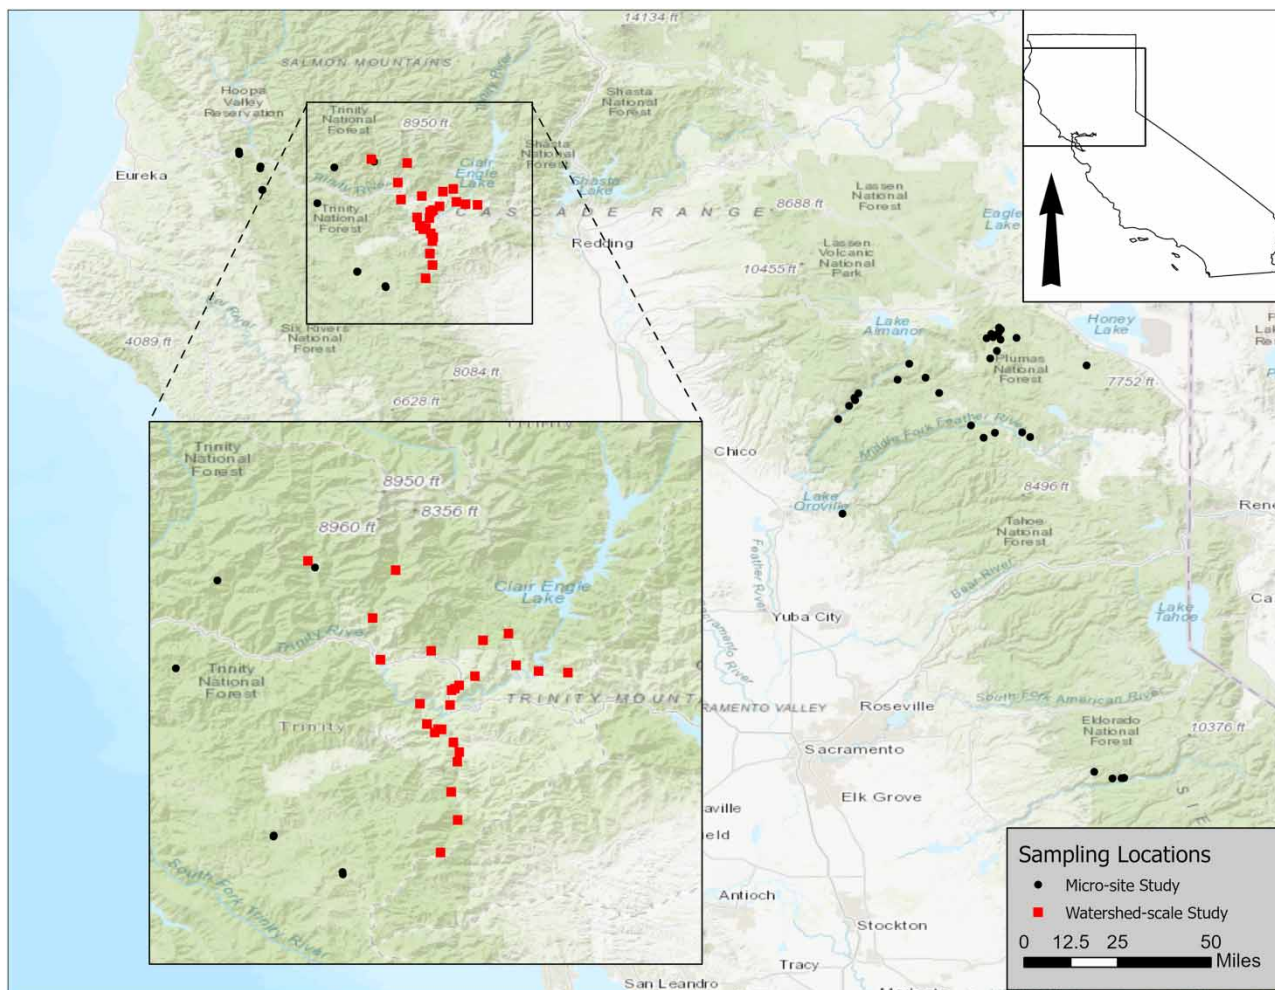 14134 ft
SALMON MOUNTAINS
Trinity River
Hoopa
Valley
Reservation
Trinity
National
Forest
8950 ft
Shasta
National
Forest
Shasta
National
Forest
Eureka
Trinity River
Clair
Engle
Lake
Shasta
Lake
Trinity
National
Forest
CASCADE RANGE
8688 ft
Lassen
National
Forest
Eagle
Lake
Redding
Lassen
Volcanic
National
Park
10455 ft
Six Rivers
National
Forest
4089 ft
8084 ft
6628 ft
Lake
Almanor
Honey
Lake
Plumas
National
Forest
7752 ft
Middle Fork Feather River
Chico
8496 ft
Lake
Oroville
Tahoe
National
Forest
Feather River
Bear River
Yuba City
Sacramento River
Lake
Tahoe
South Fork American River
RAMENTO VALLEY
Roseville
Eldorado
National
Forest
10376 ft
Sacramento
Elk Grove
Antioch
Stockton
Tracy
San Leandro
Trinity
National
Forest
8950 ft
8356 ft
8960 ft
Clair Engle
Lake
Trinity River
Trinity
National
Forest
TRINITY MOUNT
Trinity
South Fork Trinity River
Sampling Locations
Micro-site Study
Watershed-scale Study
0 12.5 25 50
Miles